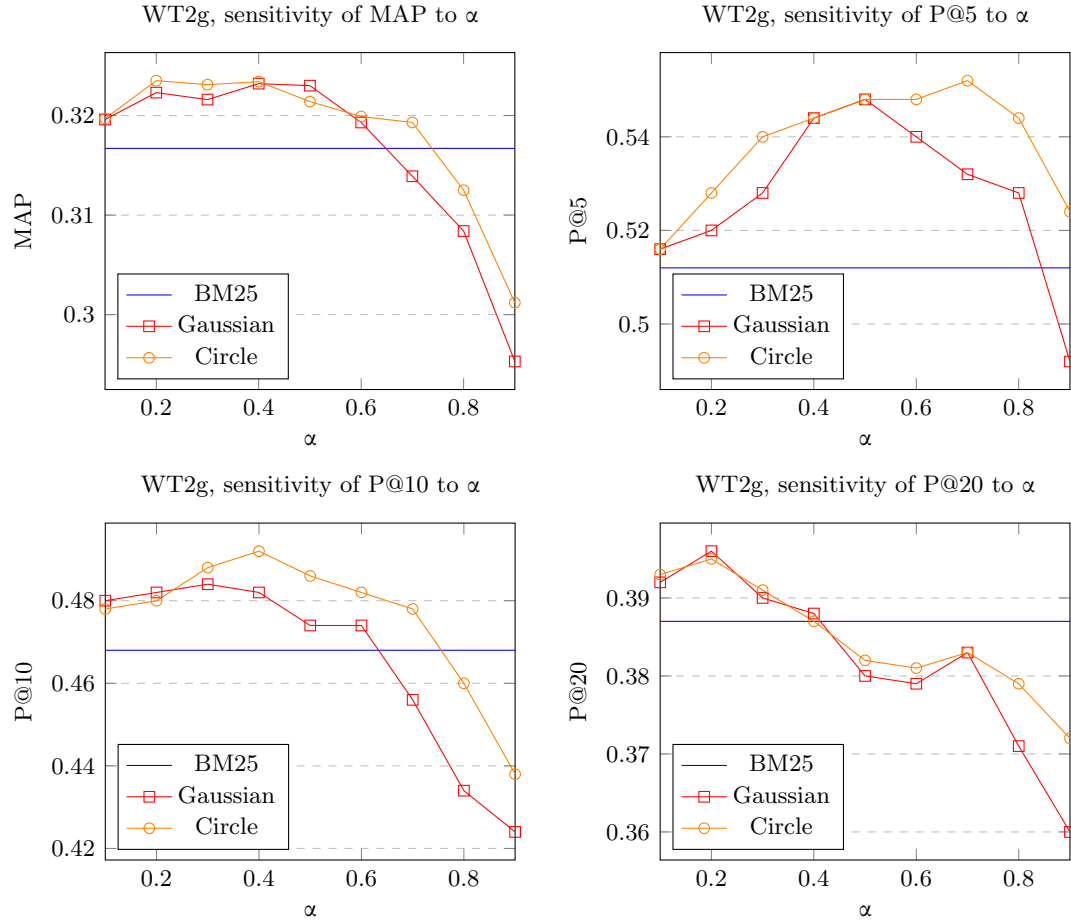 WT2g, sensitivity of MAP to α
MAP
0.32
0.31
0.3
BM25
Gaussian
Circle
0.2 0.4 0.6 0.8
α
WT2g, sensitivity of P@5 to α
P@5
0.54
0.52
0.5
BM25
Gaussian
Circle
0.2 0.4 0.6 0.8
α
WT2g, sensitivity of P@10 to α
P@10
0.48
0.46
0.44
0.42
BM25
Gaussian
Circle
0.2 0.4 0.6 0.8
α
WT2g, sensitivity of P@20 to α
P@20
0.39
0.38
0.37
0.36
BM25
Gaussian
Circle
0.2 0.4 0.6 0.8
α